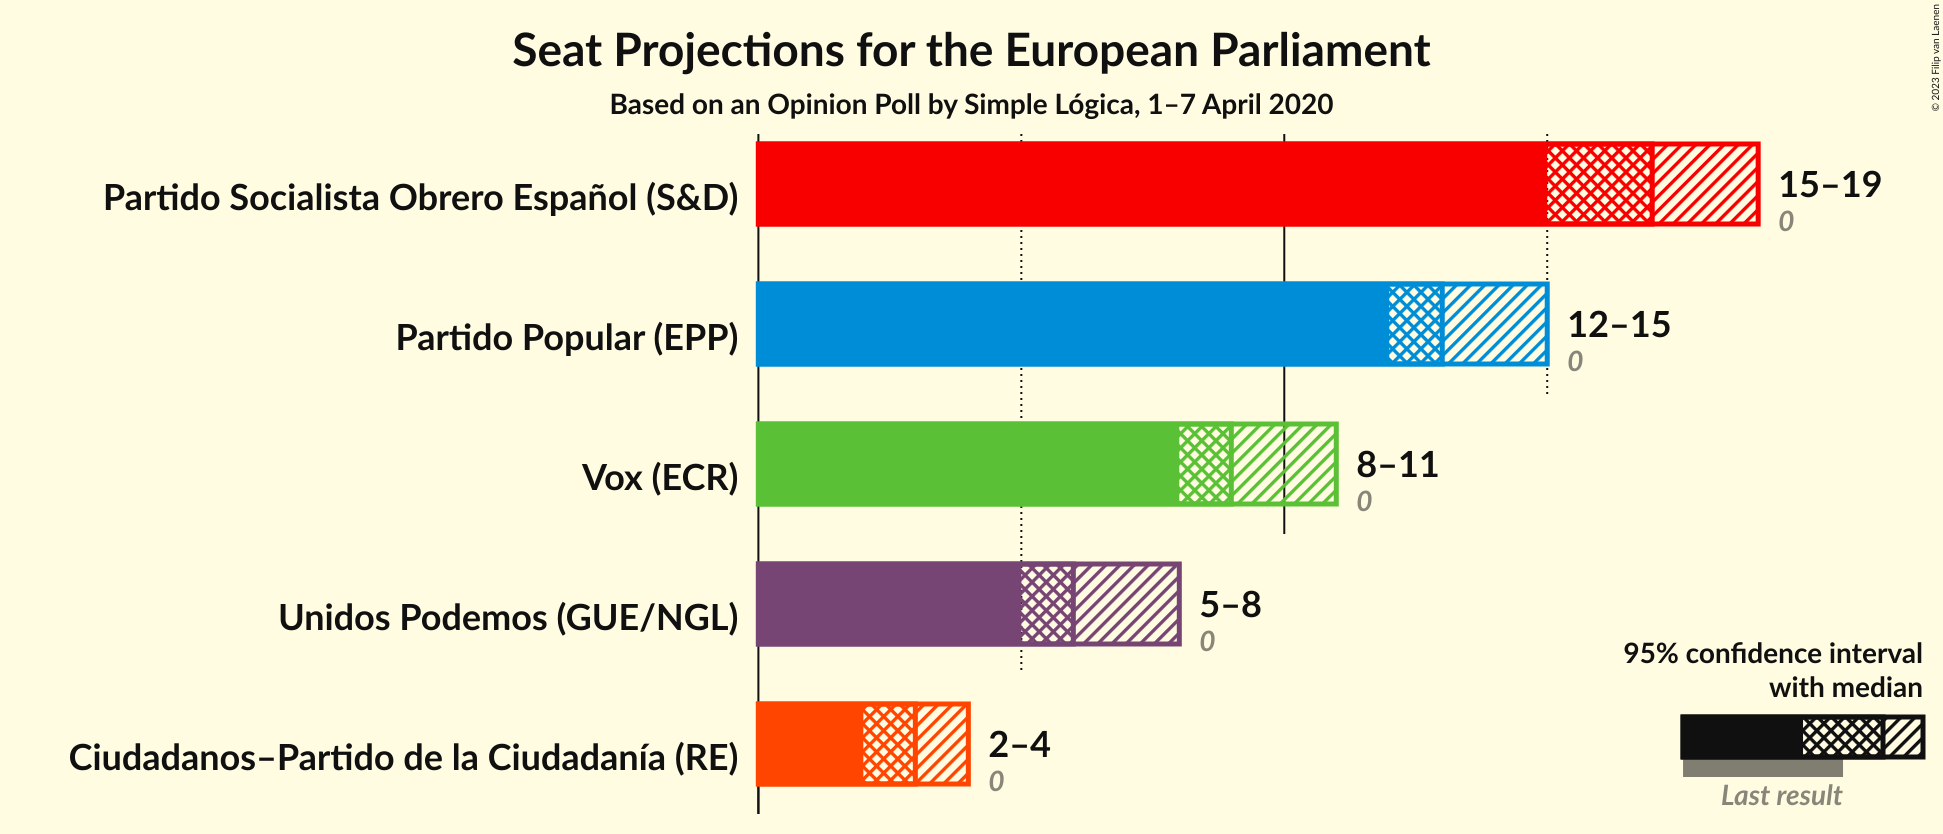 Seat Projections for the European Parliament
Based on an Opinion Poll by Simple Lógica, 1–7 April 2020
© 2023 Filip van Laenen
Partido Socialista Obrero Español (S&D)
15–19
0
Partido Popular (EPP)
12–15
0
Vox (ECR)
8–11
0
Unidos Podemos (GUE/NGL)
5–8
0
Ciudadanos–Partido de la Ciudadanía (RE)
2–4
0
95% confidence interval
with median
Last result